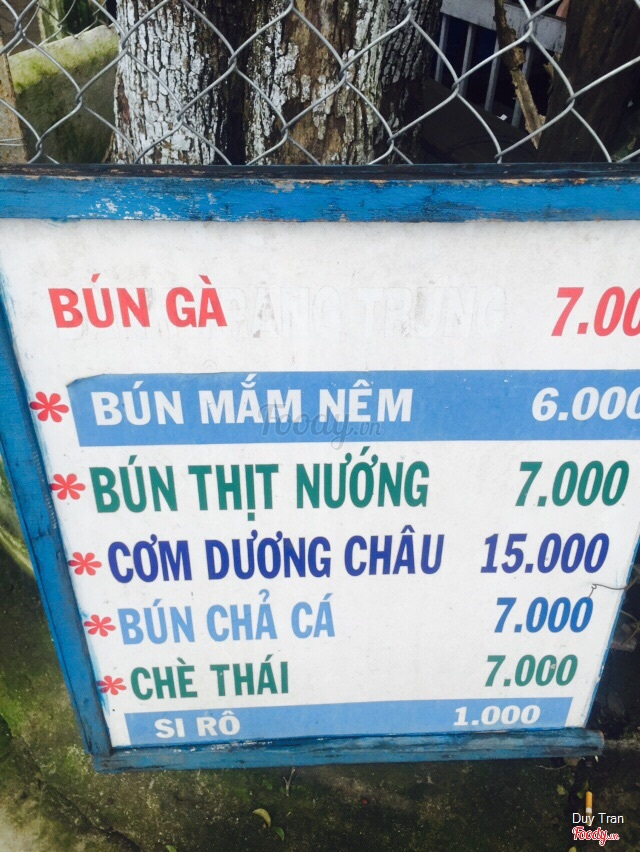 BÚN GÀ 7.00
* BÚN MẮM NÊM 6.000
* BÚN THỊT NƯỚNG 7.000
* CƠM DƯƠNG CHÂU 15.000
* BÚN CHẢ CÁ 7.000
* CHÈ THÁI 7.000
SI RÔ 1.000
Foody.vn
Duy Tran
Foody.vn